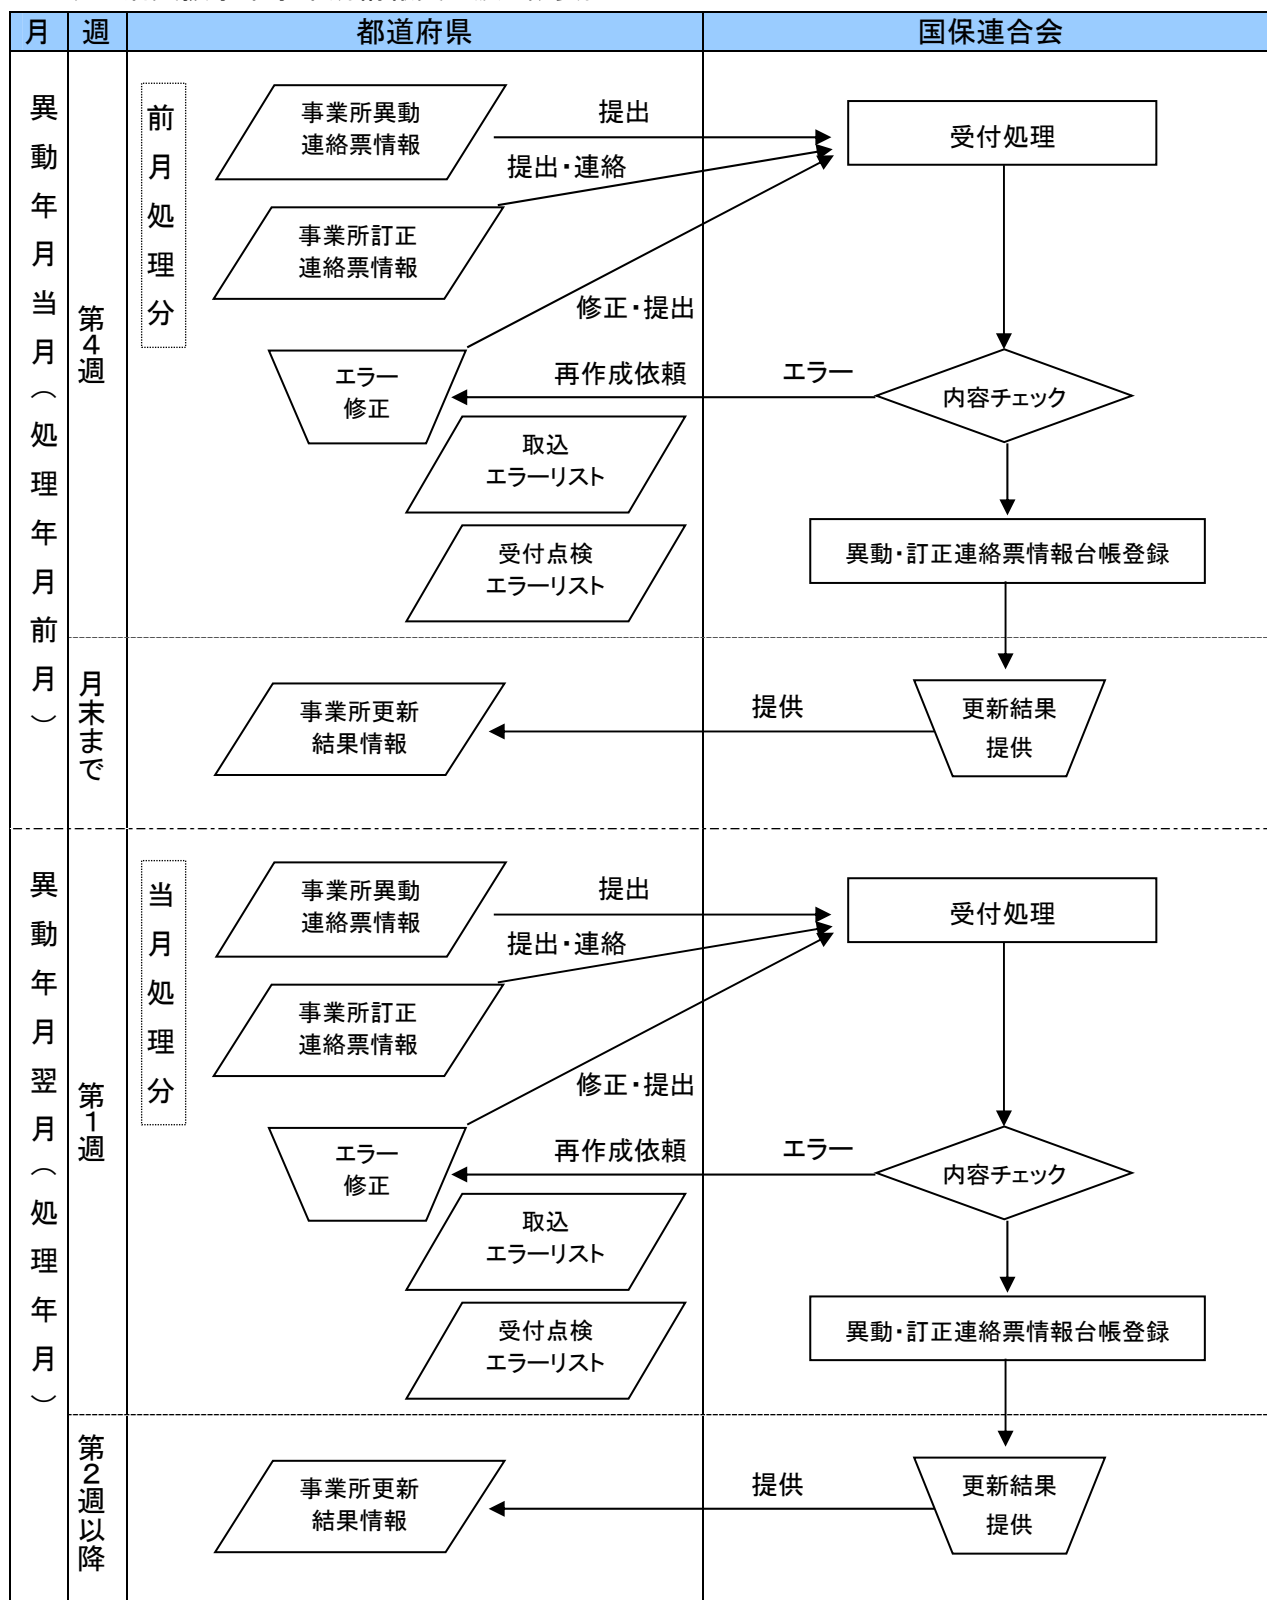 月
週
都道府県
国保連合会
異動年月当月（処理年月前月）
第4週
前月処理分
事業所異動
連絡票情報
提出
受付処理
提出・連絡
事業所訂正
連絡票情報
修正・提出
エラー
修正
再作成依頼
エラー
内容チェック
取込
エラーリスト
受付点検
エラーリスト
異動・訂正連絡票情報台帳登録
月末まで
事業所更新
結果情報
提供
更新結果
提供
異動年月翌月（処理年月）
第1週
当月処理分
事業所異動
連絡票情報
提出
受付処理
提出・連絡
事業所訂正
連絡票情報
修正・提出
エラー
修正
再作成依頼
エラー
内容チェック
取込
エラーリスト
受付点検
エラーリスト
異動・訂正連絡票情報台帳登録
第2週以降
事業所更新
結果情報
提供
更新結果
提供